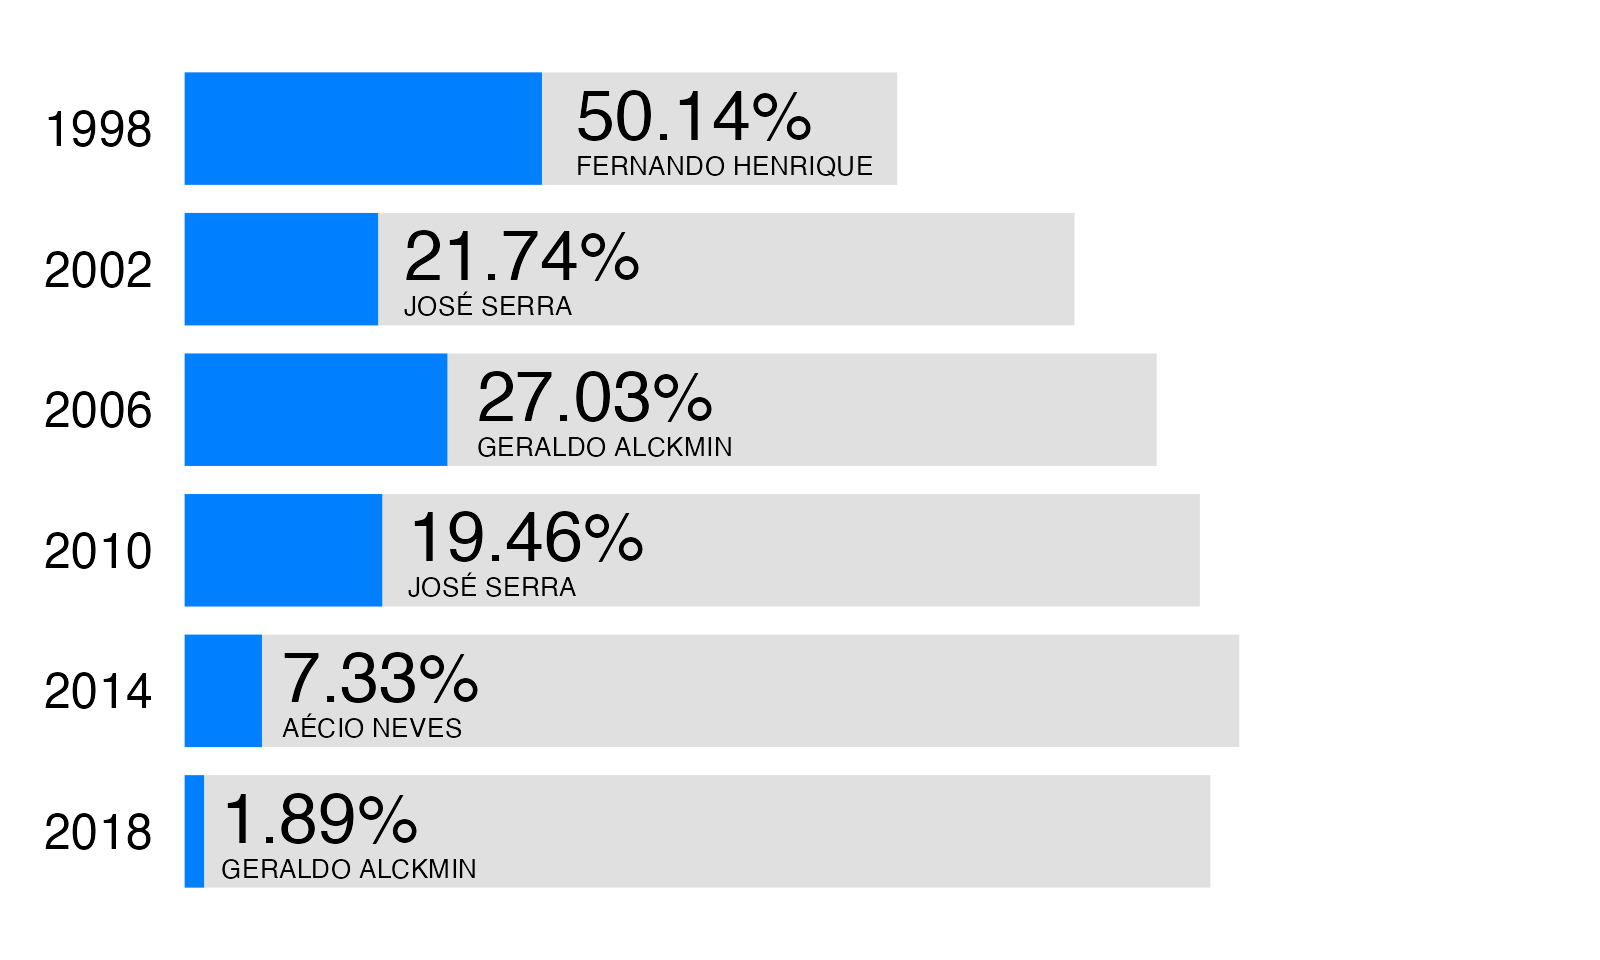 1998
50.14%
FERNANDO HENRIQUE
2002
21.74%
JOSÉ SERRA
2006
27.03%
GERALDO ALCKMIN
2010
19.46%
JOSÉ SERRA
2014
7.33%
AÉCIO NEVES
2018
1.89%
GERALDO ALCKMIN